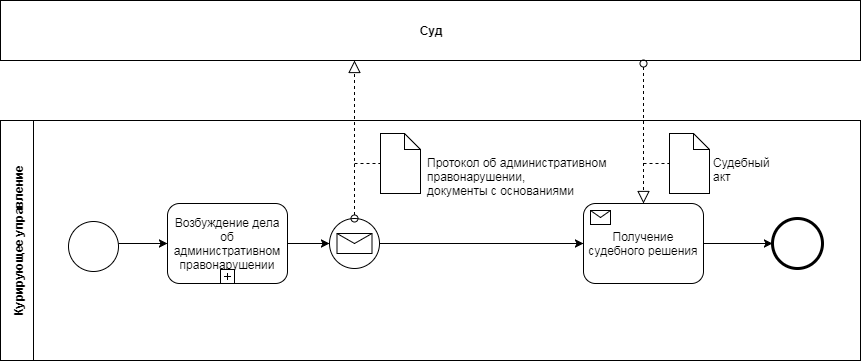 Суд
Курирующее управление
Возбуждение дела
об
административном
правонарушении
Протокол об административном
правонарушении,
документы с основаниями
Получение
судебного решения
Судебный
акт